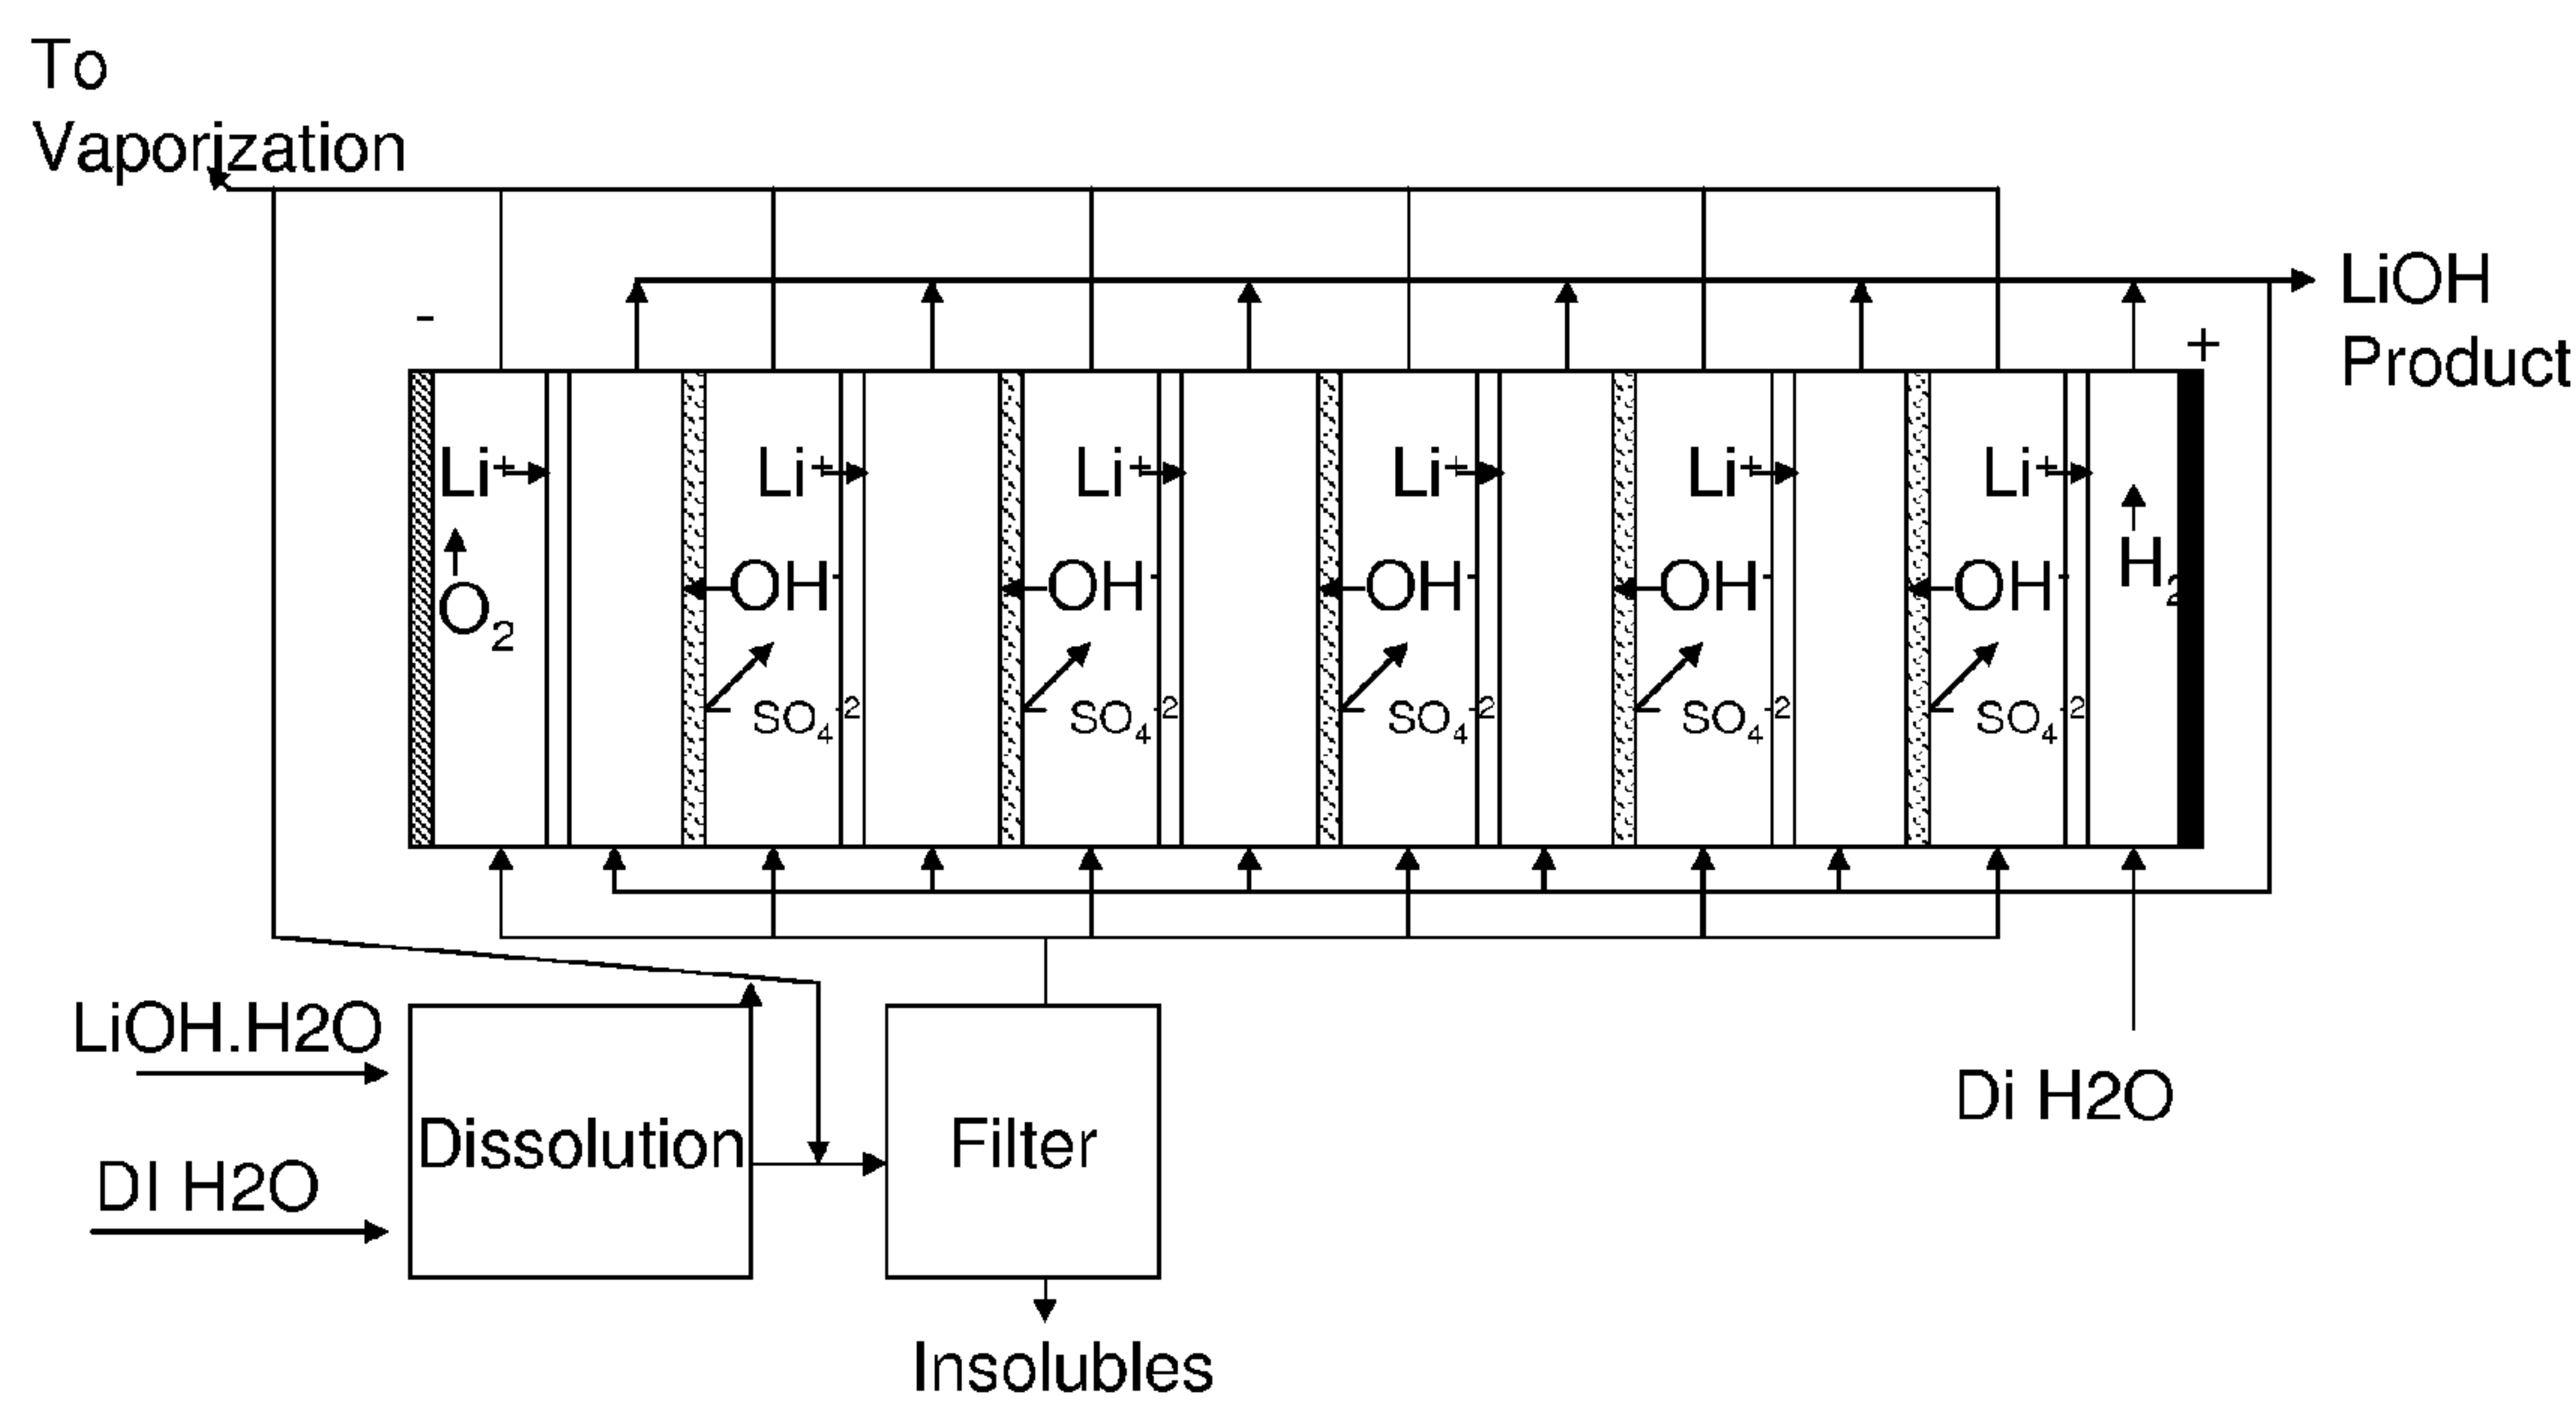 To
Vaporization
LiOH
Product
-
+
Li+ Li+ Li+ Li+ Li+ Li+
O2 OH- OH- OH- OH- OH- H2
SO4-2 SO4-2 SO4-2 SO4-2 SO4-2
LiOH.H2O
DI H2O
Dissolution
Filter
Di H2O
Insolubles